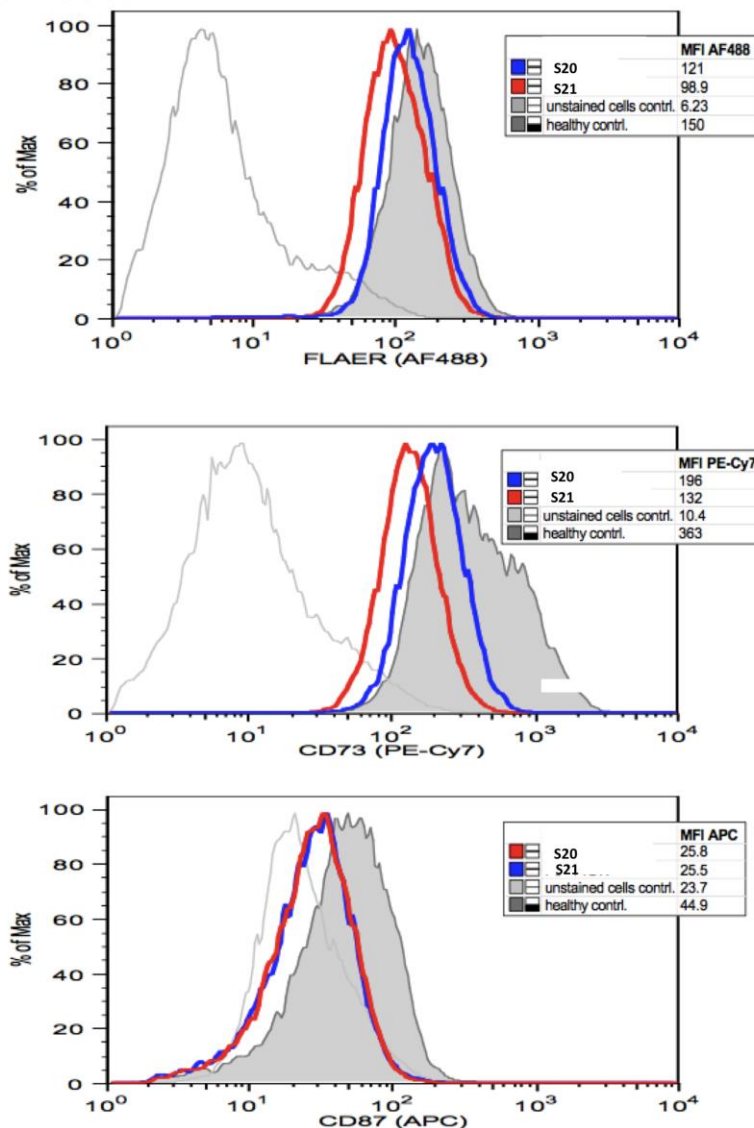 % of Max
100
80
60
40
20
0
10⁰ 10¹ 10² 10³ 10⁴
FLAER (AF488)
MFI AF488
S20 121
S21 98.9
unstained cells contrl. 6.23
healthy contrl. 150
% of Max
100
80
60
40
20
0
10⁰ 10¹ 10² 10³ 10⁴
CD73 (PE-Cy7)
MFI PE-Cy7
S20 196
S21 132
unstained cells contrl. 10.4
healthy contrl. 363
% of Max
100
80
60
40
20
0
10⁰ 10¹ 10² 10³ 10⁴
CD87 (APC)
MFI APC
S20 25.8
S21 25.5
unstained cells contrl. 23.7
healthy contrl. 44.9